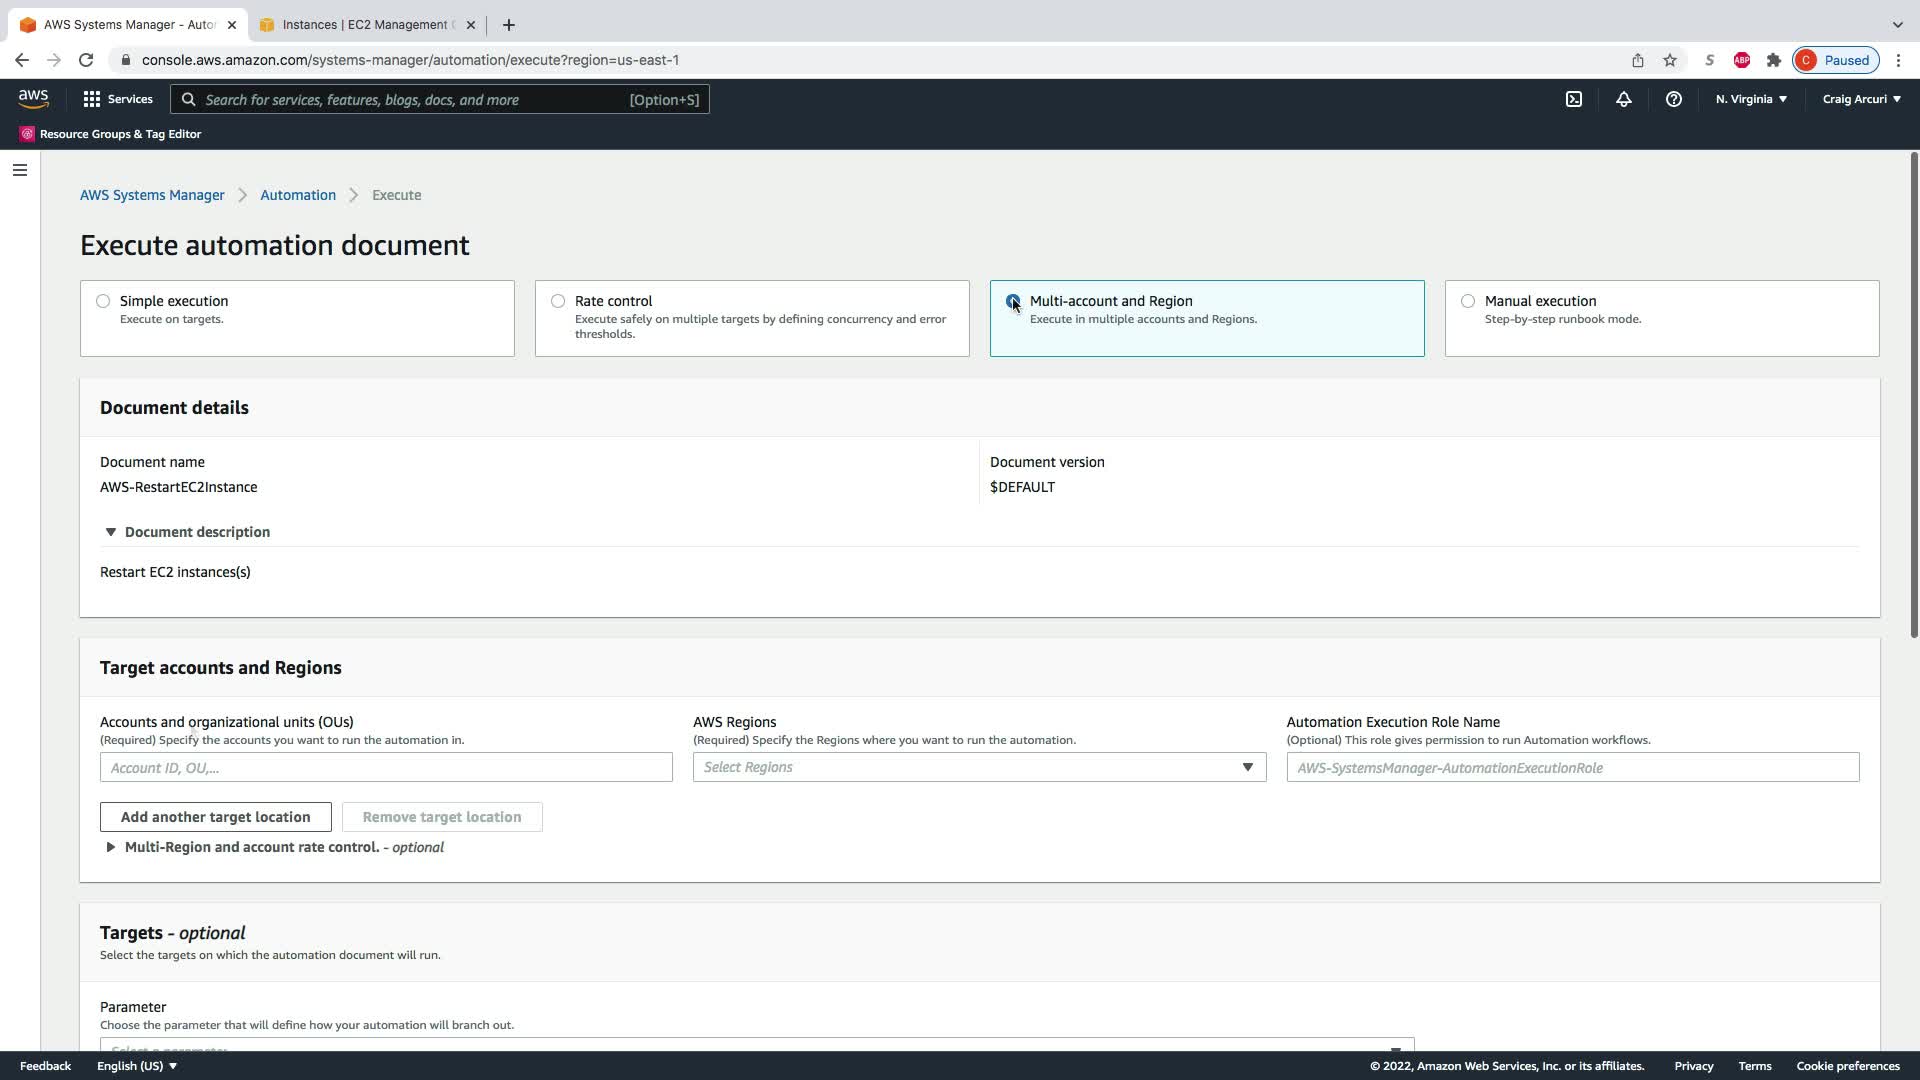 AWS Systems Manager - Auto
Instances | EC2 Management
console.aws.amazon.com/systems-manager/automation/execute?region=us-east-1
S
ABP
C
Paused
aws
Services
Search for services, features, blogs, docs, and more
[Option+S]
N. Virginia
Craig Arcuri
Resource Groups & Tag Editor
AWS Systems Manager
Automation
Execute
Execute automation document
Simple execution
Execute on targets.
Rate control
Execute safely on multiple targets by defining concurrency and error
thresholds.
Multi-account and Region
Execute in multiple accounts and Regions.
Manual execution
Step-by-step runbook mode.
Document details
Document name
AWS-RestartEC2Instance
Document version
$DEFAULT
Document description
Restart EC2 instances(s)
Target accounts and Regions
Accounts and organizational units (OUs)
(Required) Specify the accounts you want to run the automation in.
Account ID, OU,...
AWS Regions
(Required) Specify the Regions where you want to run the automation.
Select Regions
Automation Execution Role Name
(Optional) This role gives permission to run Automation workflows.
AWS-SystemsManager-AutomationExecutionRole
Add another target location
Remove target location
Multi-Region and account rate control. - optional
Targets - optional
Select the targets on which the automation document will run.
Parameter
Choose the parameter that will define how your automation will branch out.
Select a parameter
Feedback
English (US)
© 2022, Amazon Web Services, Inc. or its affiliates.
Privacy
Terms
Cookie preferences